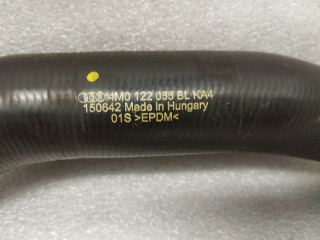 4M0 122 055 BL KA4
150642 Made in Hungary
01S >EPDM<